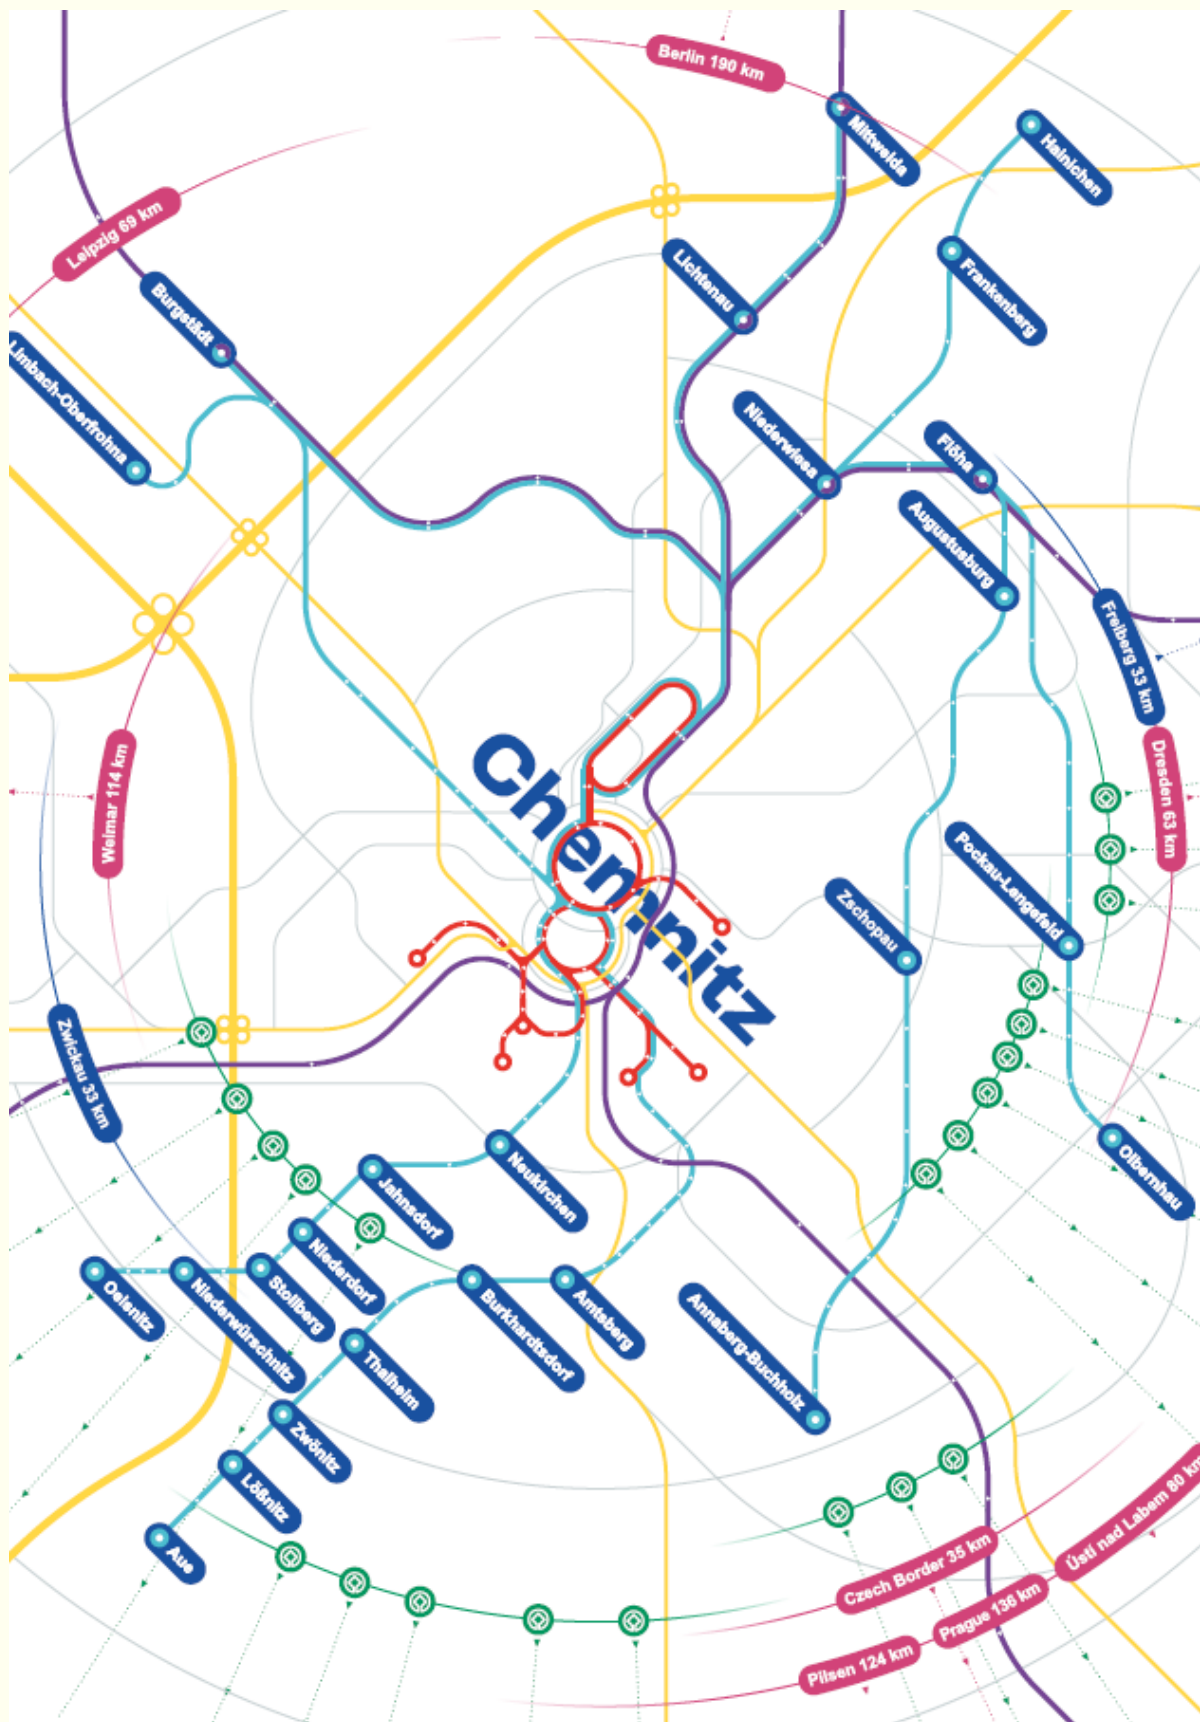 Berlin 190 km
Mittweida
Hainichen
Leipzig 69 km
Lichtenau
Frankenberg
Burgstädt
Limbach-Oberfrohna
Niederwiesa
Flöha
Augustusburg
Freiberg 33 km
Weimar 114 km
Dresden 63 km
Chemnitz
Pockau-Lengefeld
Zschopau
Zwickau 33 km
Neukirchen
Jahnsdorf
Olbernhau
Niederdorf
Stollberg
Oelsnitz
Niederwürschnitz
Burkhardtsdorf
Amtsberg
Annaberg-Buchholz
Thalheim
Zwönitz
Lößnitz
Aue
Czech Border 35 km
Ústí nad Labem 80 km
Prague 136 km
Pilsen 124 km